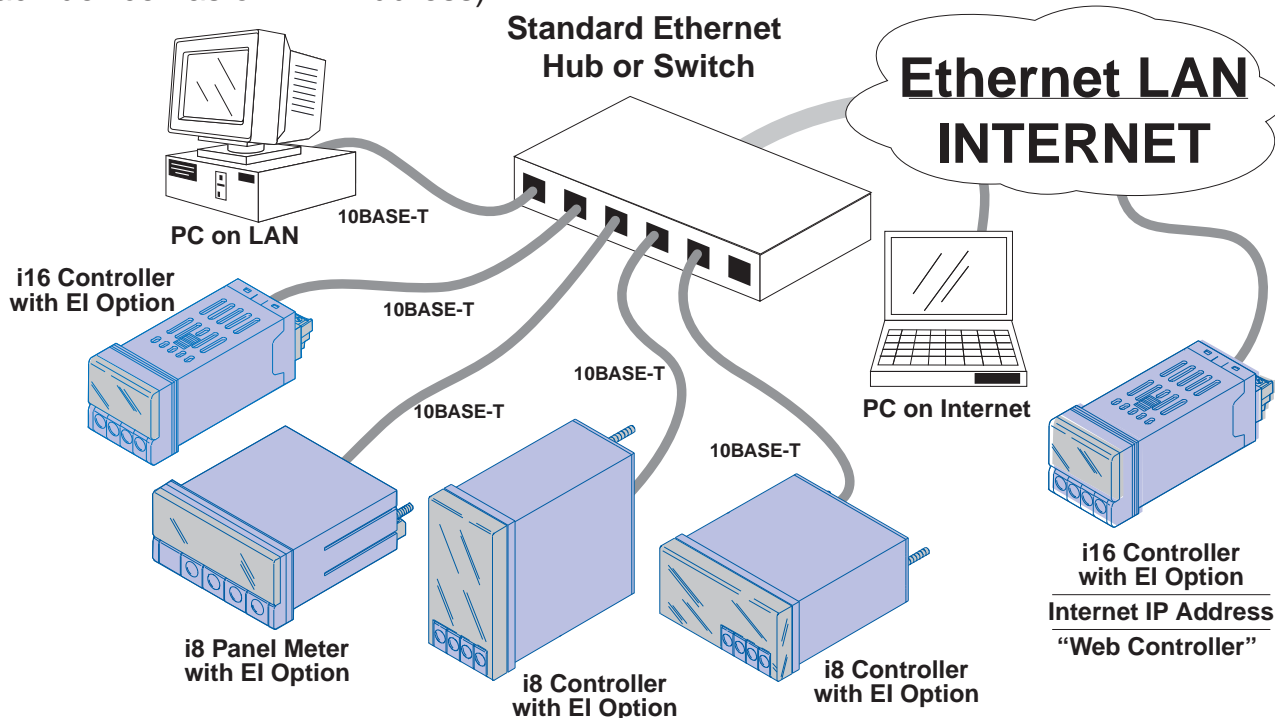 Standard Ethernet
Hub or Switch
Ethernet LAN
INTERNET
10BASE-T
PC on LAN
i16 Controller
with EI Option
10BASE-T
10BASE-T
10BASE-T
10BASE-T
PC on Internet
i8 Panel Meter
with EI Option
i8 Controller
with EI Option
i8 Controller
with EI Option
i16 Controller
with EI Option
Internet IP Address
“Web Controller”